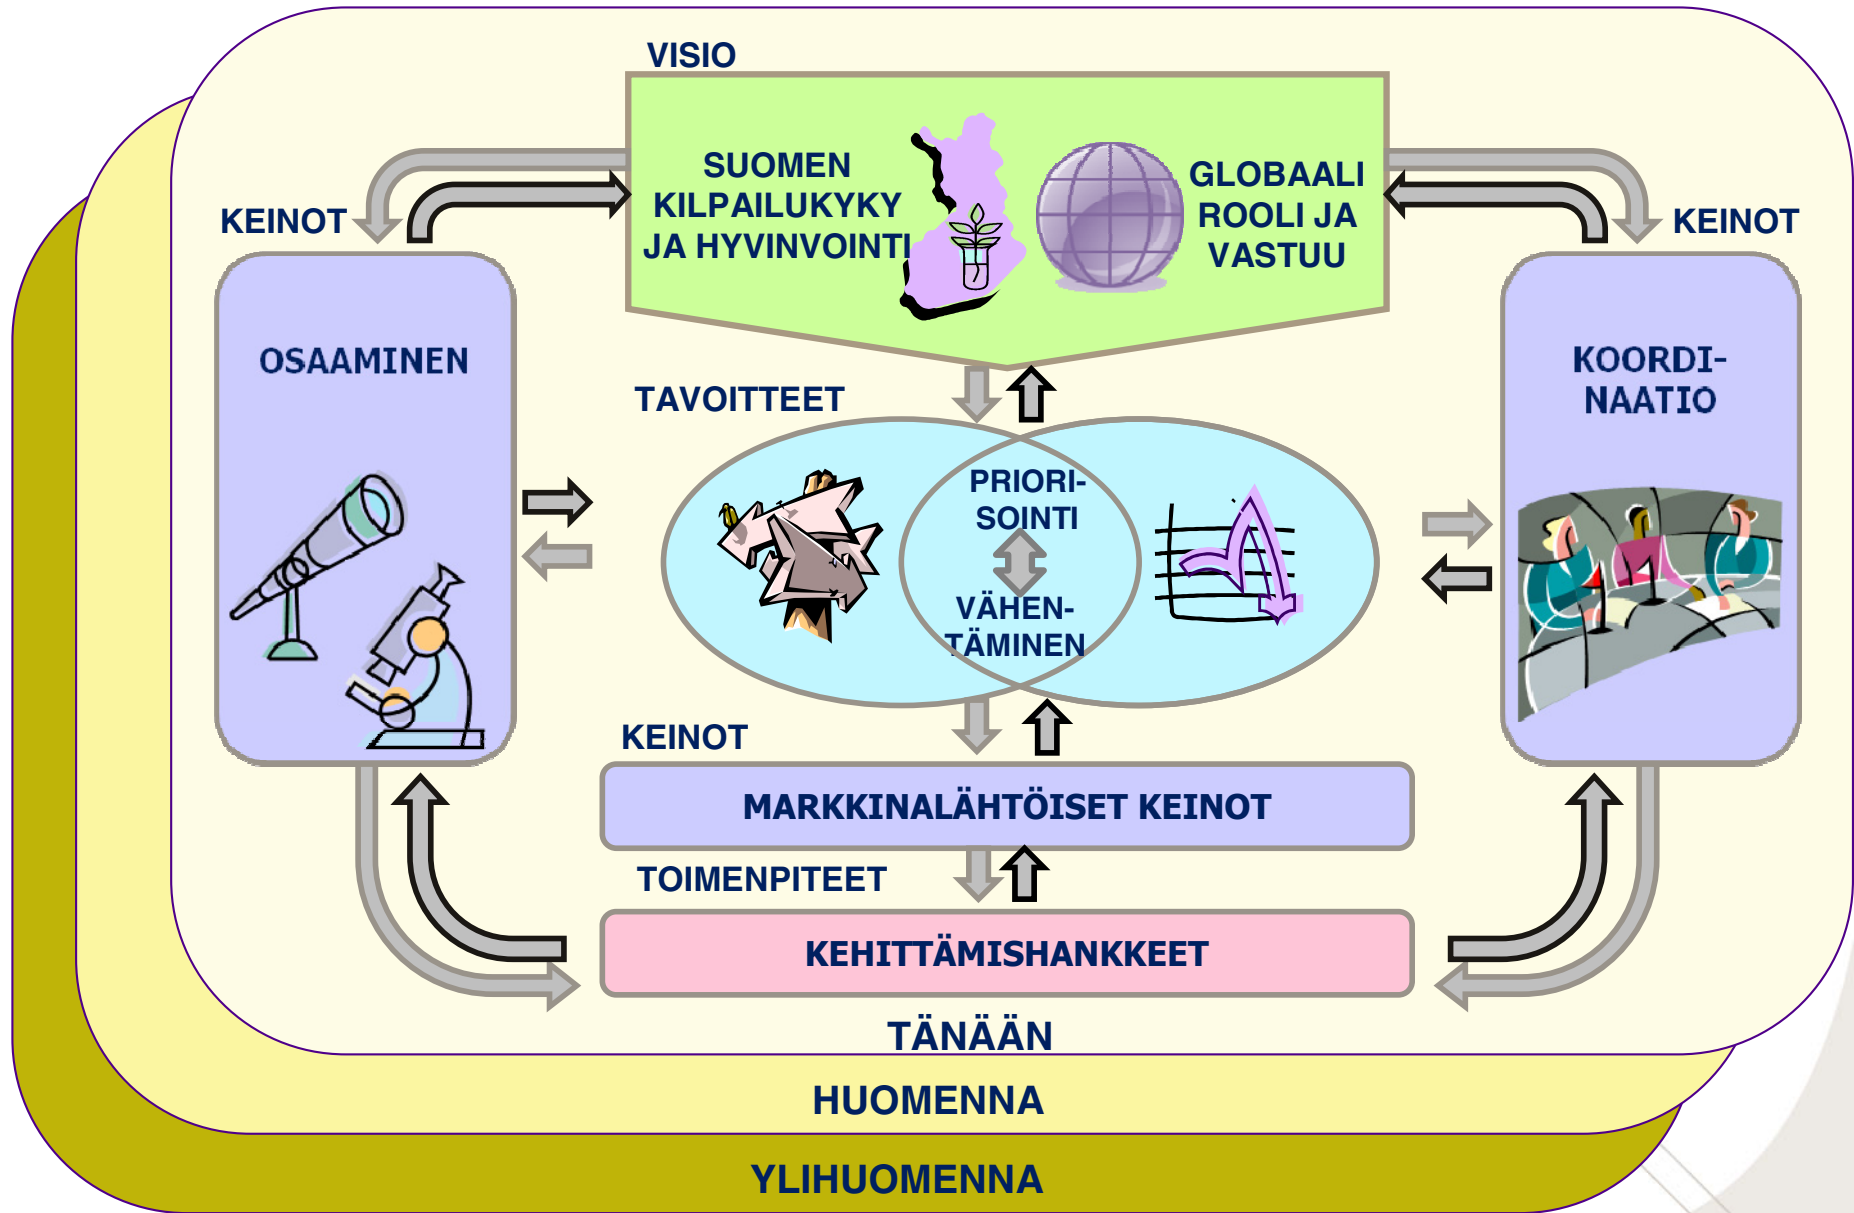 VISIO
SUOMEN
KILPAILUKYKY
JA HYVINVOINTI
GLOBAALI
ROOLI JA
VASTUU
KEINOT
KEINOT
OSAAMINEN
KOORDI-
NAATIO
TAVOITTEET
PRIORI-
SOINTI
VÄHEN-
TÄMINEN
KEINOT
MARKKINALÄHTÖISET KEINOT
TOIMENPITEET
KEHITTÄMISHANKKEET
TÄNÄÄN
HUOMENNA
YLIHUOMENNA